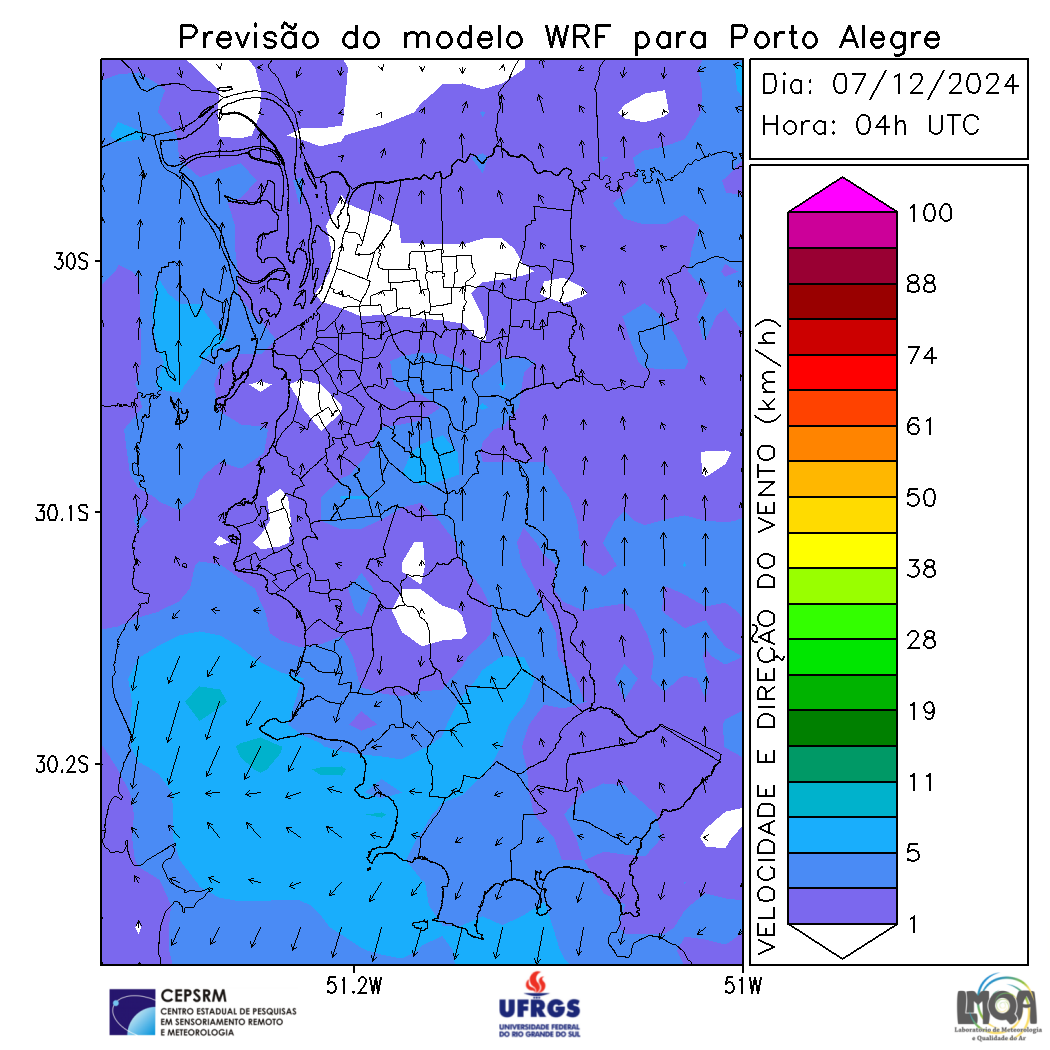 Previsão do modelo WRF para Porto Alegre
Dia: 07/12/2024
Hora: 04h UTC
30S
30.1S
30.2S
51.2W
51W
VELOCIDADE E DIREÇÃO DO VENTO (km/h)
100
88
74
61
50
38
28
19
11
5
1
CEPSRM
CENTRO ESTADUAL DE PESQUISAS
EM SENSORIAMENTO REMOTO
E METEOROLOGIA
UFRGS
UNIVERSIDADE FEDERAL
DO RIO GRANDE DO SUL
LMQA
Laboratório de Meteorologia
e Qualidade do Ar